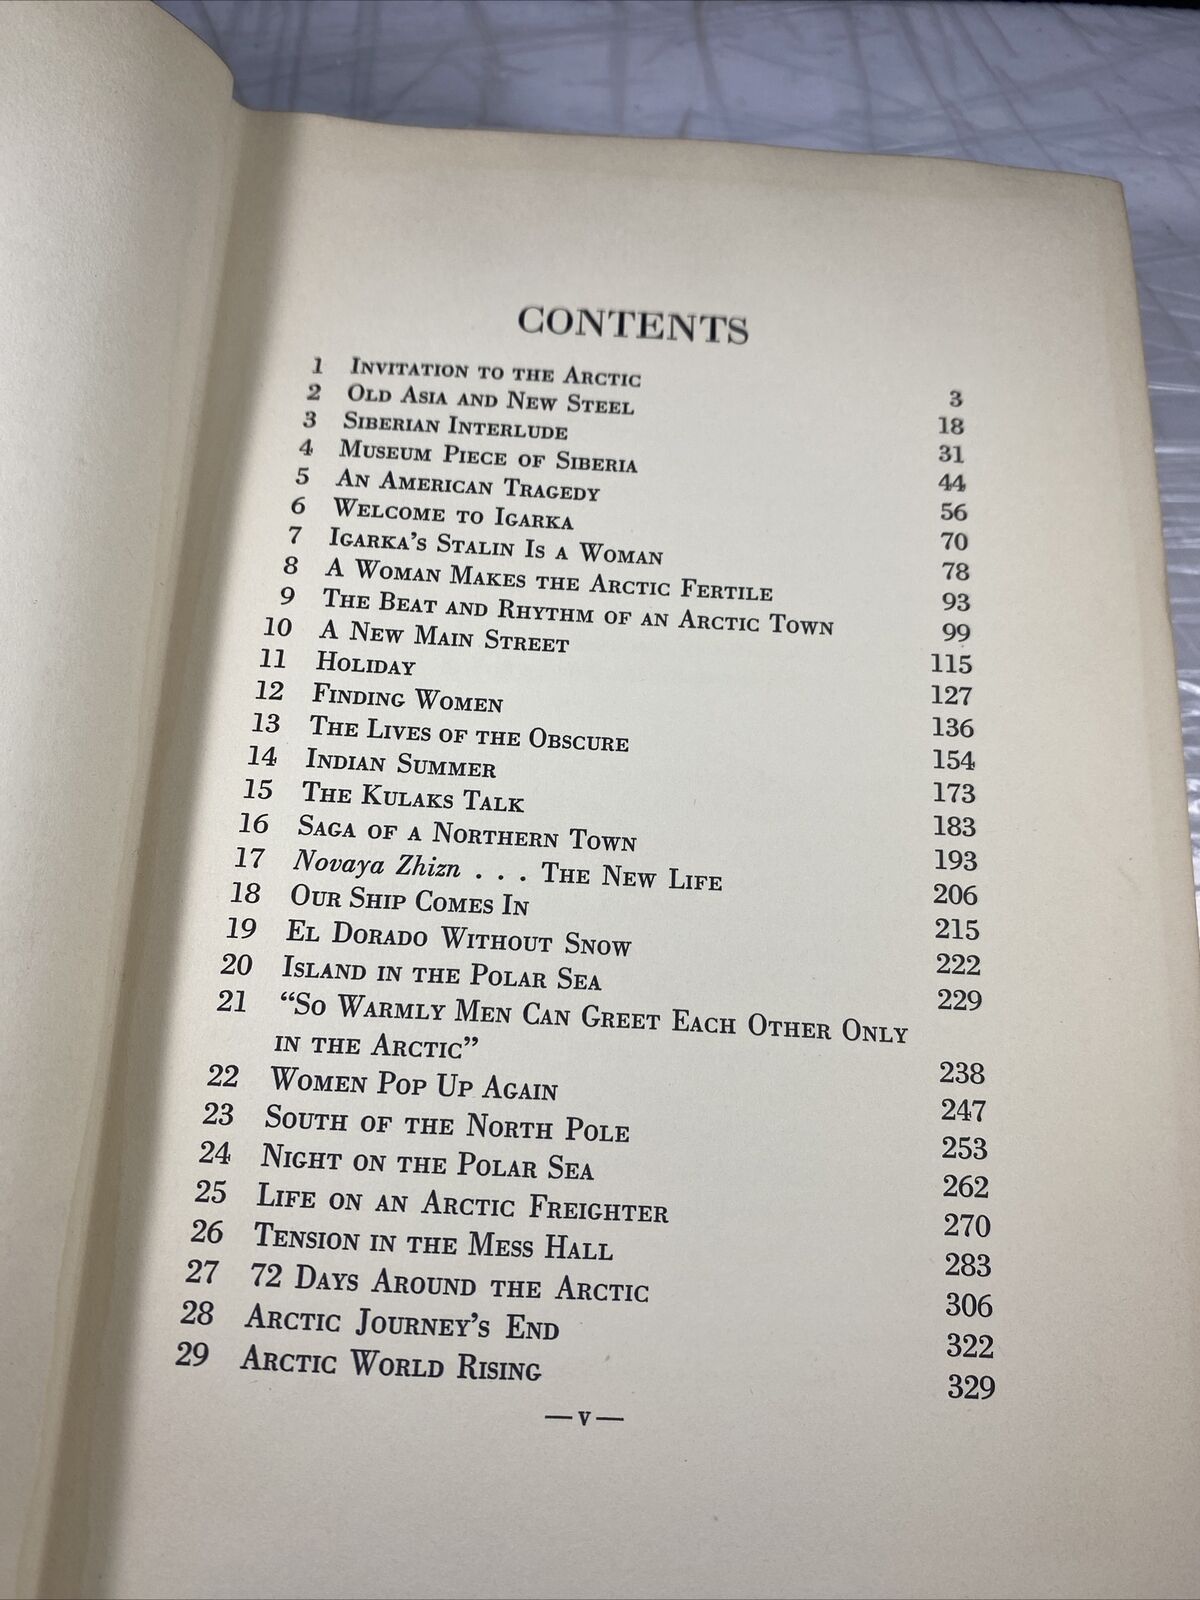 CONTENTS
1 Invitation to the Arctic 3
2 Old Asia and New Steel 18
3 Siberian Interlude 31
4 Museum Piece of Siberia 44
5 An American Tragedy 56
6 Welcome to Igarka 70
7 Igarka's Stalin Is a Woman 78
8 A Woman Makes the Arctic Fertile 93
9 The Beat and Rhythm of an Arctic Town 99
10 A New Main Street 115
11 Holiday 127
12 Finding Women 136
13 The Lives of the Obscure 154
14 Indian Summer 173
15 The Kulaks Talk 183
16 Saga of a Northern Town 193
17 Novaya Zhizn . . . The New Life 206
18 Our Ship Comes In 215
19 El Dorado Without Snow 222
20 Island in the Polar Sea 229
21 “So Warmly Men Can Greet Each Other Only
in the Arctic” 238
22 Women Pop Up Again 247
23 South of the North Pole 253
24 Night on the Polar Sea 262
25 Life on an Arctic Freighter 270
26 Tension in the Mess Hall 283
27 72 Days Around the Arctic 306
28 Arctic Journey's End 322
29 Arctic World Rising 329
—v—